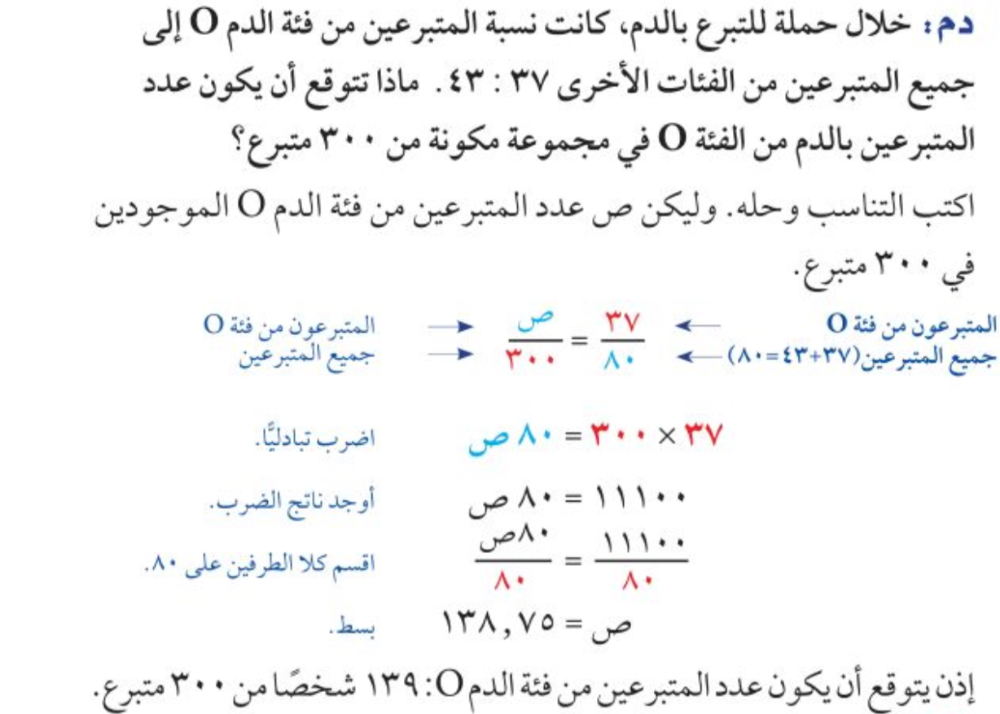 دم: خلال حملة للتبرع بالدم، كانت نسبة المتبرعين من فئة الدم O إلى
جميع المتبرعين من الفئات الأخرى ٣٧ : ٤٣ . ماذا تتوقع أن يكون عدد
المتبرعين بالدم من الفئة O في مجموعة مكونة من ٣٠٠ متبرع؟
اكتب التناسب وحله. وليكن ص عدد المتبرعين من فئة الدم O الموجودين
في ٣٠٠ متبرع.
المتبرعون من فئة O ← ٣٧ = ص → المتبرعون من فئة O
جميع المتبرعين(٣٧+٤٣=٨٠) ← ٨٠ ٣٠٠ → جميع المتبرعين
٣٧ × ٣٠٠ = ٨٠ ص اضرب تبادليًّا.
١١١٠٠ = ٨٠ ص أوجد ناتج الضرب.
١١١٠٠ = ٨٠ص
٨٠ ٨٠ اقسم كلا الطرفين على ٨٠.
ص = ١٣٨,٧٥ بسط.
إذن يتوقع أن يكون عدد المتبرعين من فئة الدم O: ١٣٩ شخصًا من ٣٠٠ متبرع.